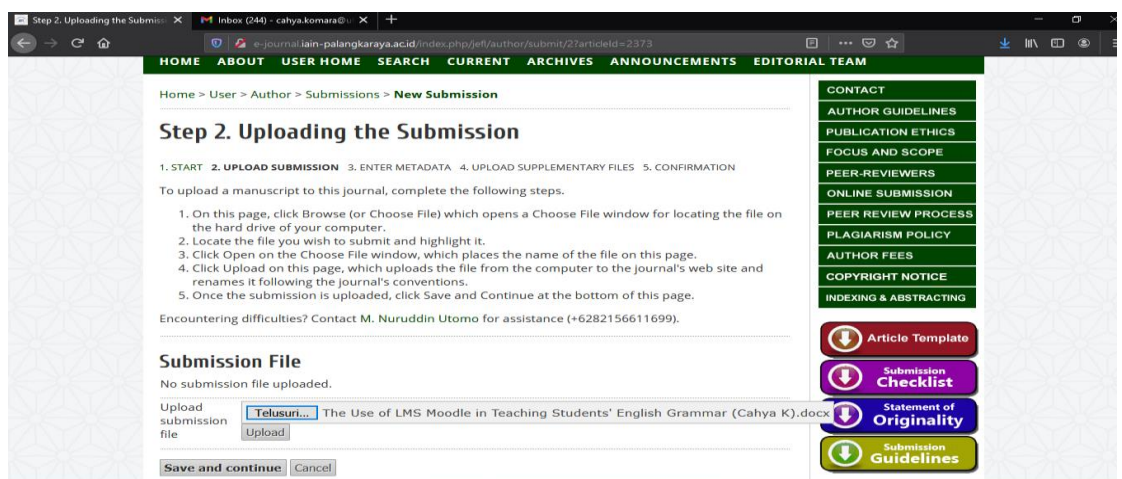 Step 2. Uploading the Submiss
Inbox (244) - cahya.komara@u
e-journal.iain-palangkaraya.ac.id/index.php/jefl/author/submit/2?articleId=2373
HOME ABOUT USER HOME SEARCH CURRENT ARCHIVES ANNOUNCEMENTS EDITORIAL TEAM
Home > User > Author > Submissions > New Submission
Step 2. Uploading the Submission
1. START 2. UPLOAD SUBMISSION 3. ENTER METADATA 4. UPLOAD SUPPLEMENTARY FILES 5. CONFIRMATION
To upload a manuscript to this journal, complete the following steps.
1. On this page, click Browse (or Choose File) which opens a Choose File window for locating the file on
the hard drive of your computer.
2. Locate the file you wish to submit and highlight it.
3. Click Open on the Choose File window, which places the name of the file on this page.
4. Click Upload on this page, which uploads the file from the computer to the journal's web site and
renames it following the journal's conventions.
5. Once the submission is uploaded, click Save and Continue at the bottom of this page.
Encountering difficulties? Contact M. Nuruddin Utomo for assistance (+6282156611699).
Submission File
No submission file uploaded.
Upload
submission
file
Telusuri... The Use of LMS Moodle in Teaching Students' English Grammar (Cahya K).docx
Upload
Save and continue Cancel
CONTACT
AUTHOR GUIDELINES
PUBLICATION ETHICS
FOCUS AND SCOPE
PEER-REVIEWERS
ONLINE SUBMISSION
PEER REVIEW PROCESS
PLAGIARISM POLICY
AUTHOR FEES
COPYRIGHT NOTICE
INDEXING & ABSTRACTING
Article Template
Submission
Checklist
Statement of
Originality
Submission
Guidelines